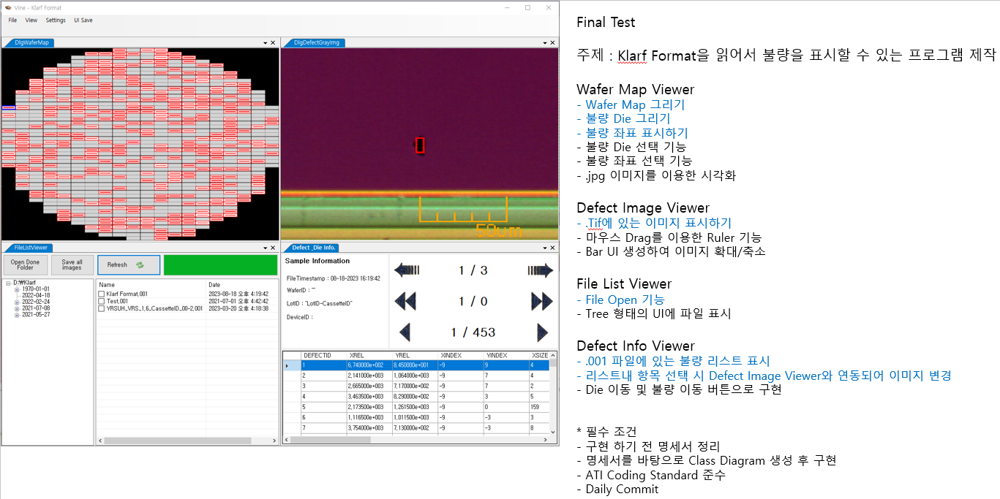 Vine - Klarf Format
File View Settings UI Save
DlgWaferMap
DlgDefectGrayImg
50um
FileListViewer
Open Done Folder
Save all images
Refresh
D:₩Klarf
1970-01-01
2022-04-18
2022-02-24
2021-07-08
2021-05-27
Name Date
Klarf Format,001 2023-08-18 오후 4:19:42
Test,001 2021-07-01 오후 4:42:42
YRSUH_VRS_1,6_CassetteID_00-2,001 2023-03-20 오후 4:18:38
Defect _Die Info.
Sample Information
FileTimestamp : 08-18-2023 16:19:42
WaferID : ""
LotID : "LotID-CassetteID"
DeviceID :
1 / 3
1 / 0
1 / 453
DEFECTID XREL YREL XINDEX YINDEX XSIZE
1 6,740000e+002 8,450000e+001 -9 9 4
2 2,141000e+003 1,064000e+003 -9 7 4
3 2,665000e+003 7,170000e+002 -9 7 2
4 3,463500e+003 8,290000e+002 -9 3 5
5 2,173500e+003 1,261500e+003 -9 0 159
6 1,116500e+003 1,011500e+003 -9 -3 3
7 3,754000e+003 7,130000e+002 -9 -3 8
Final Test
주제 : Klarf Format을 읽어서 불량을 표시할 수 있는 프로그램 제작
Wafer Map Viewer
- Wafer Map 그리기
- 불량 Die 그리기
- 불량 좌표 표시하기
- 불량 Die 선택 기능
- 불량 좌표 선택 기능
- .jpg 이미지를 이용한 시각화
Defect Image Viewer
- .Tif에 있는 이미지 표시하기
- 마우스 Drag를 이용한 Ruler 기능
- Bar UI 생성하여 이미지 확대/축소
File List Viewer
- File Open 기능
- Tree 형태의 UI에 파일 표시
Defect Info Viewer
- .001 파일에 있는 불량 리스트 표시
- 리스트내 항목 선택 시 Defect Image Viewer와 연동되어 이미지 변경
- Die 이동 및 불량 이동 버튼으로 구현
* 필수 조건
- 구현 하기 전 명세서 정리
- 명세서를 바탕으로 Class Diagram 생성 후 구현
- ATI Coding Standard 준수
- Daily Commit